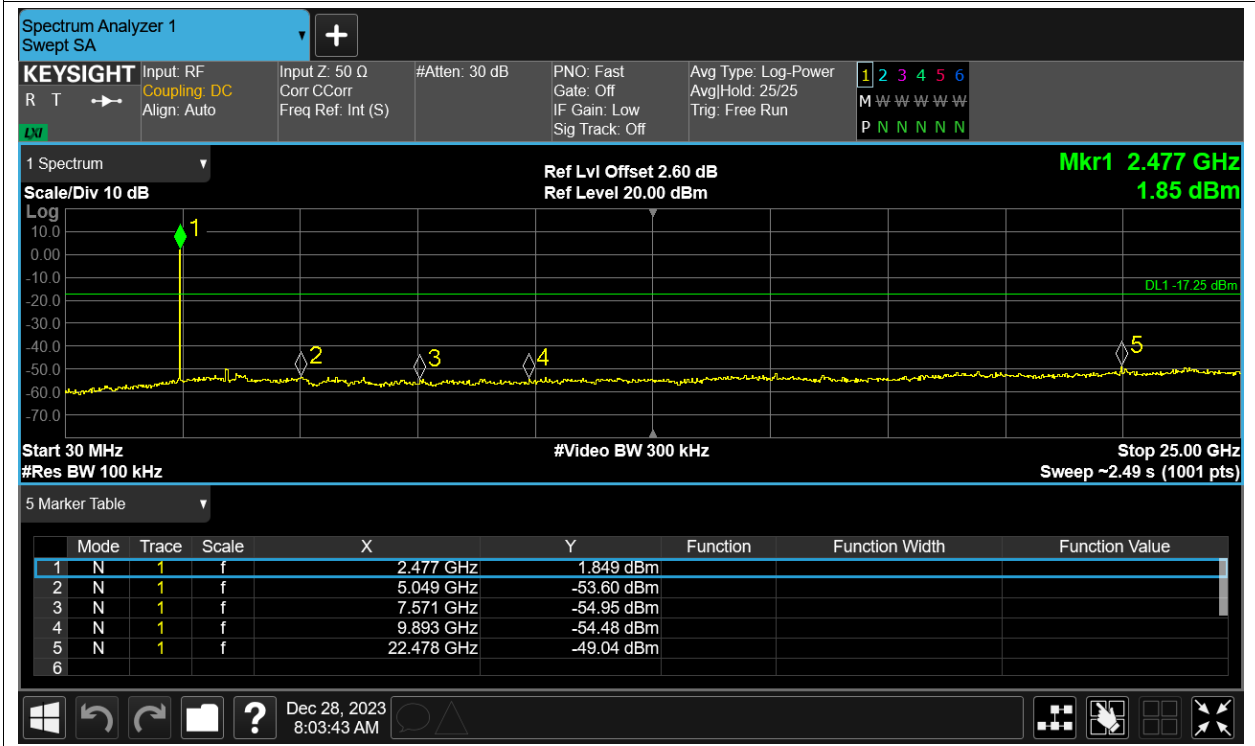 Spectrum Analyzer 1
Swept SA
+
KEYSIGHT
R T
LXI
Input: RF
Coupling: DC
Align: Auto
Input Z: 50 Ω
Corr CCorr
Freq Ref: Int (S)
#Atten: 30 dB
PNO: Fast
Gate: Off
IF Gain: Low
Sig Track: Off
Avg Type: Log-Power
Avg|Hold: 25/25
Trig: Free Run
1 2 3 4 5 6
M W W W W W
P N N N N N
1 Spectrum
Scale/Div 10 dB
Ref Lvl Offset 2.60 dB
Ref Level 20.00 dBm
Mkr1 2.477 GHz
1.85 dBm
Log
10.0
0.00
-10.0
-20.0
-30.0
-40.0
-50.0
-60.0
-70.0
1
2
3
4
5
DL1 -17.25 dBm
Start 30 MHz
#Video BW 300 kHz
Stop 25.00 GHz
#Res BW 100 kHz
Sweep ~2.49 s (1001 pts)
5 Marker Table
Mode Trace Scale X Y Function Function Width Function Value
1 N 1 f 2.477 GHz 1.849 dBm
2 N 1 f 5.049 GHz -53.60 dBm
3 N 1 f 7.571 GHz -54.95 dBm
4 N 1 f 9.893 GHz -54.48 dBm
5 N 1 f 22.478 GHz -49.04 dBm
6
?
Dec 28, 2023
8:03:43 AM